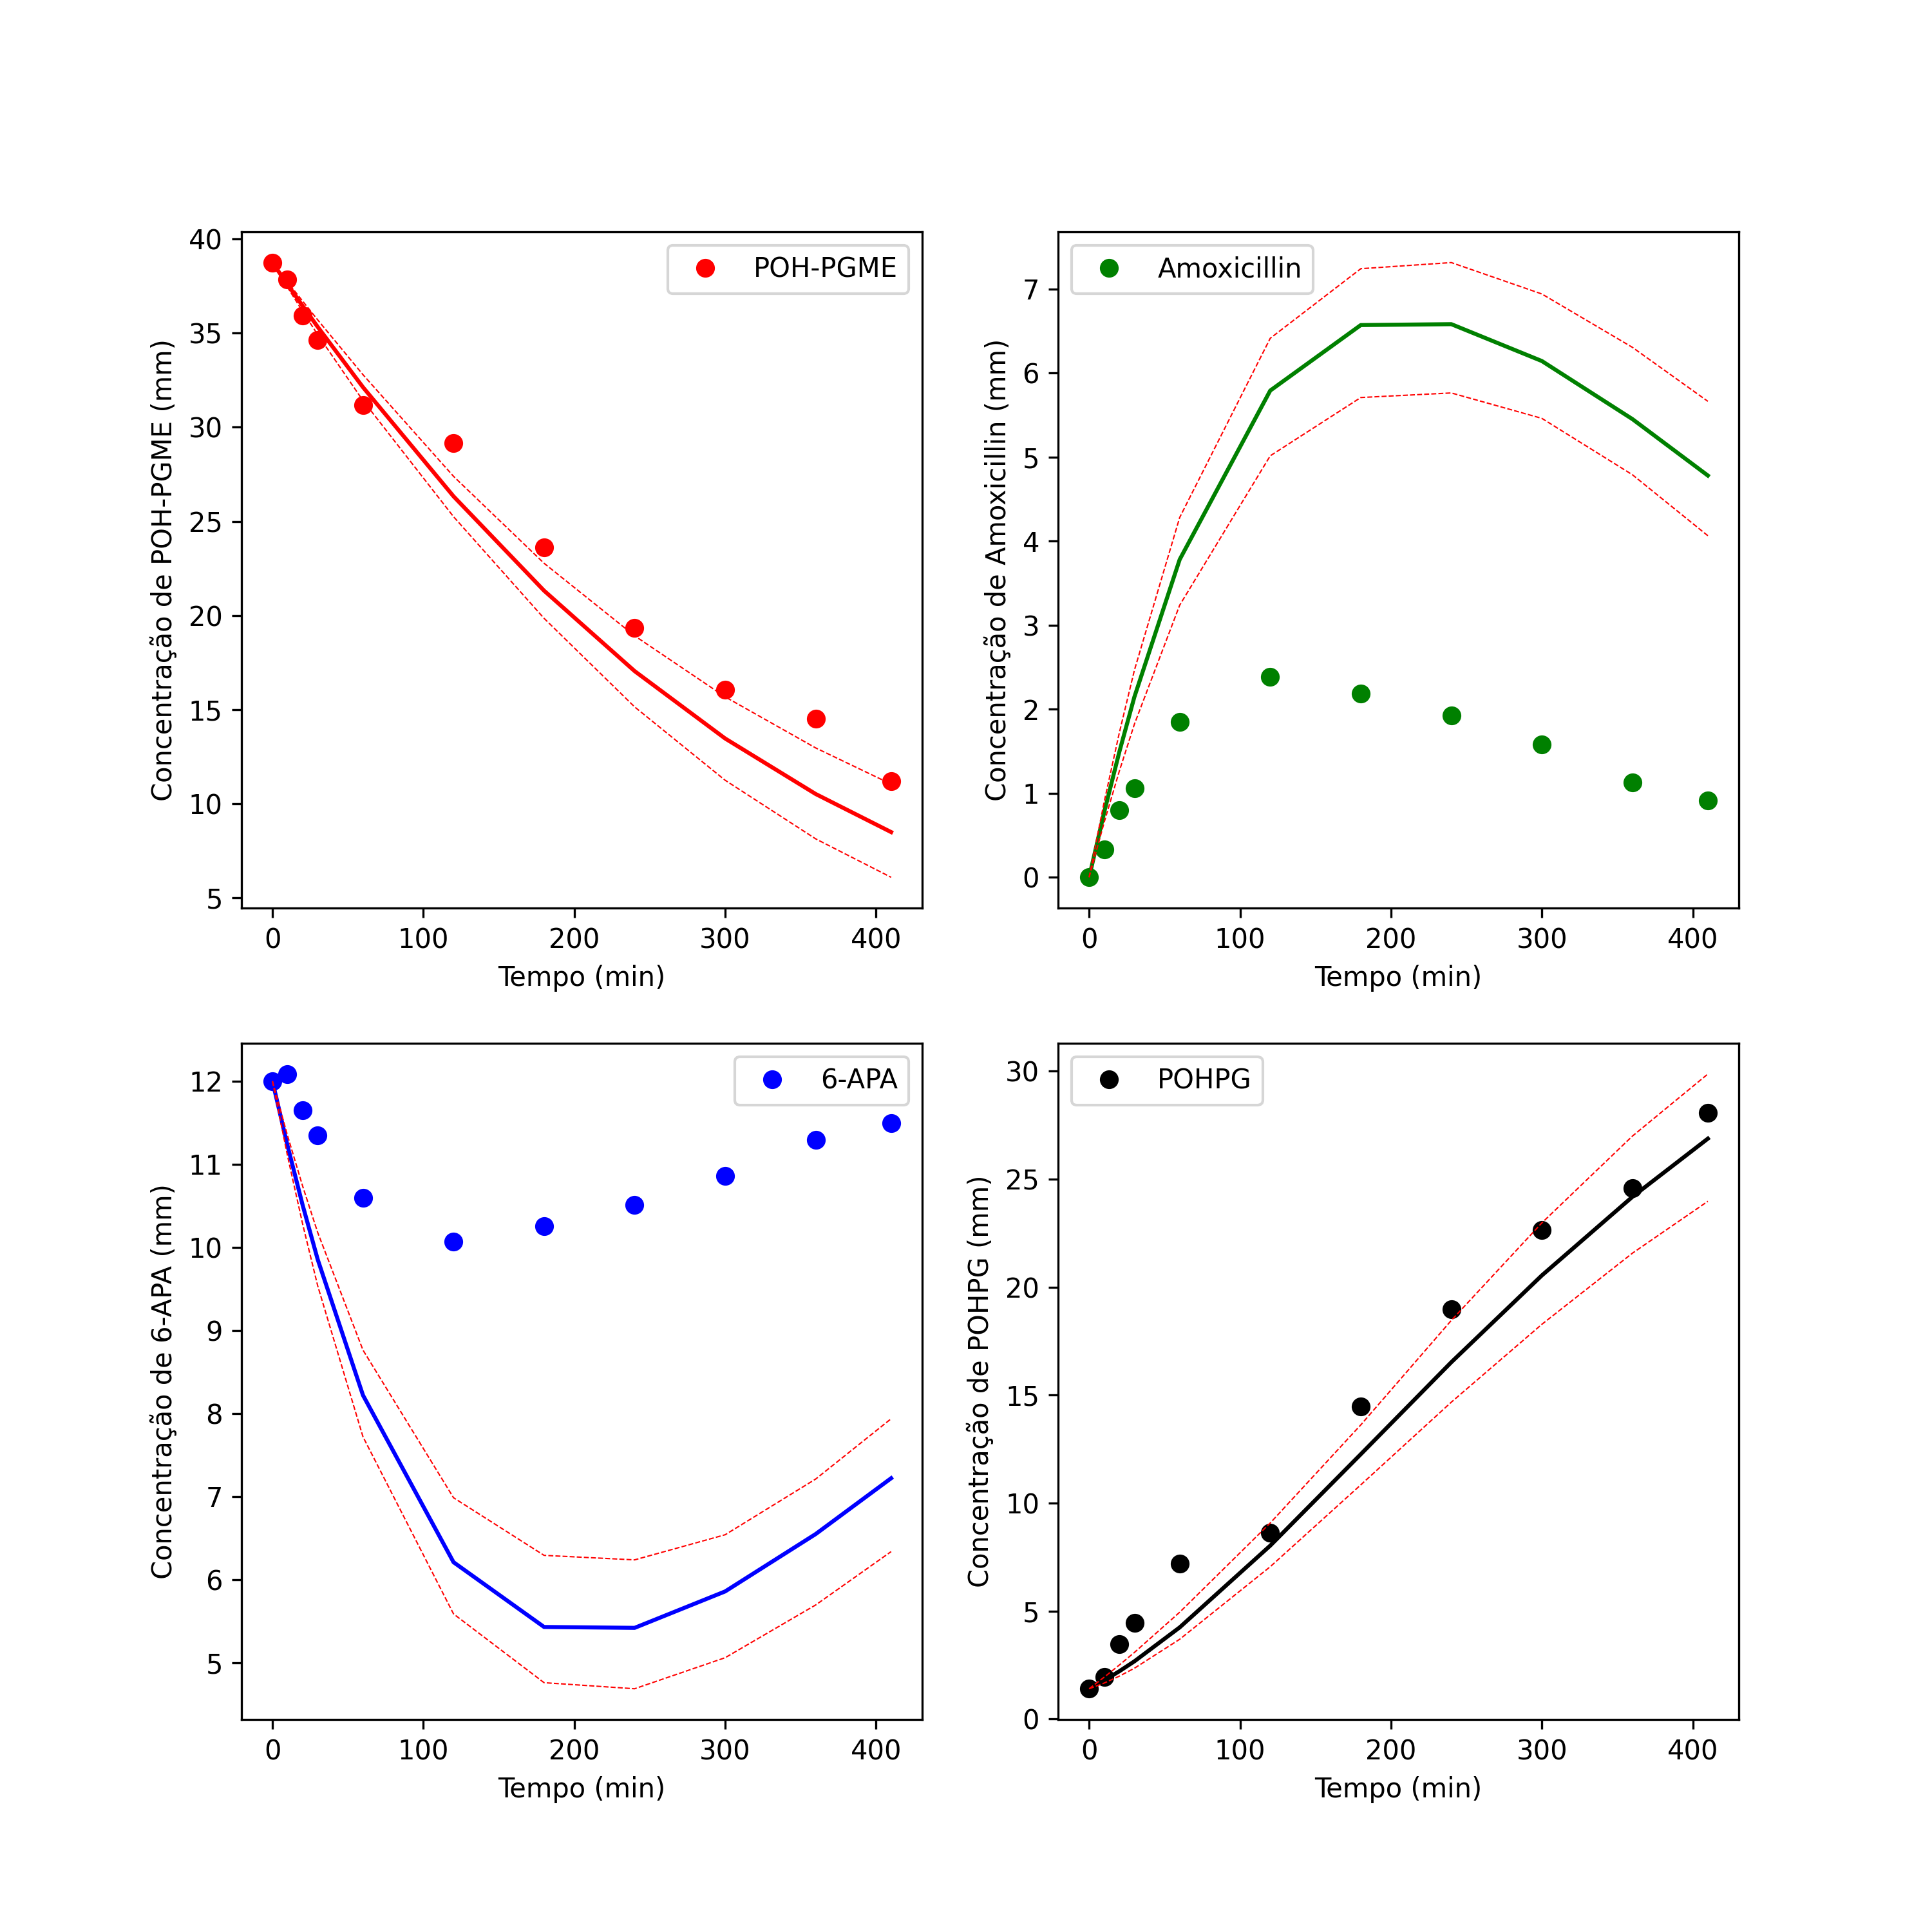 POH-PGME
Concentração de POH-PGME (mm)
40
35
30
25
20
15
10
5
0 100 200 300 400
Tempo (min)
Amoxicillin
Concentração de Amoxicillin (mm)
7
6
5
4
3
2
1
0
0 100 200 300 400
Tempo (min)
6-APA
Concentração de 6-APA (mm)
12
11
10
9
8
7
6
5
0 100 200 300 400
Tempo (min)
POHPG
Concentração de POHPG (mm)
30
25
20
15
10
5
0
0 100 200 300 400
Tempo (min)